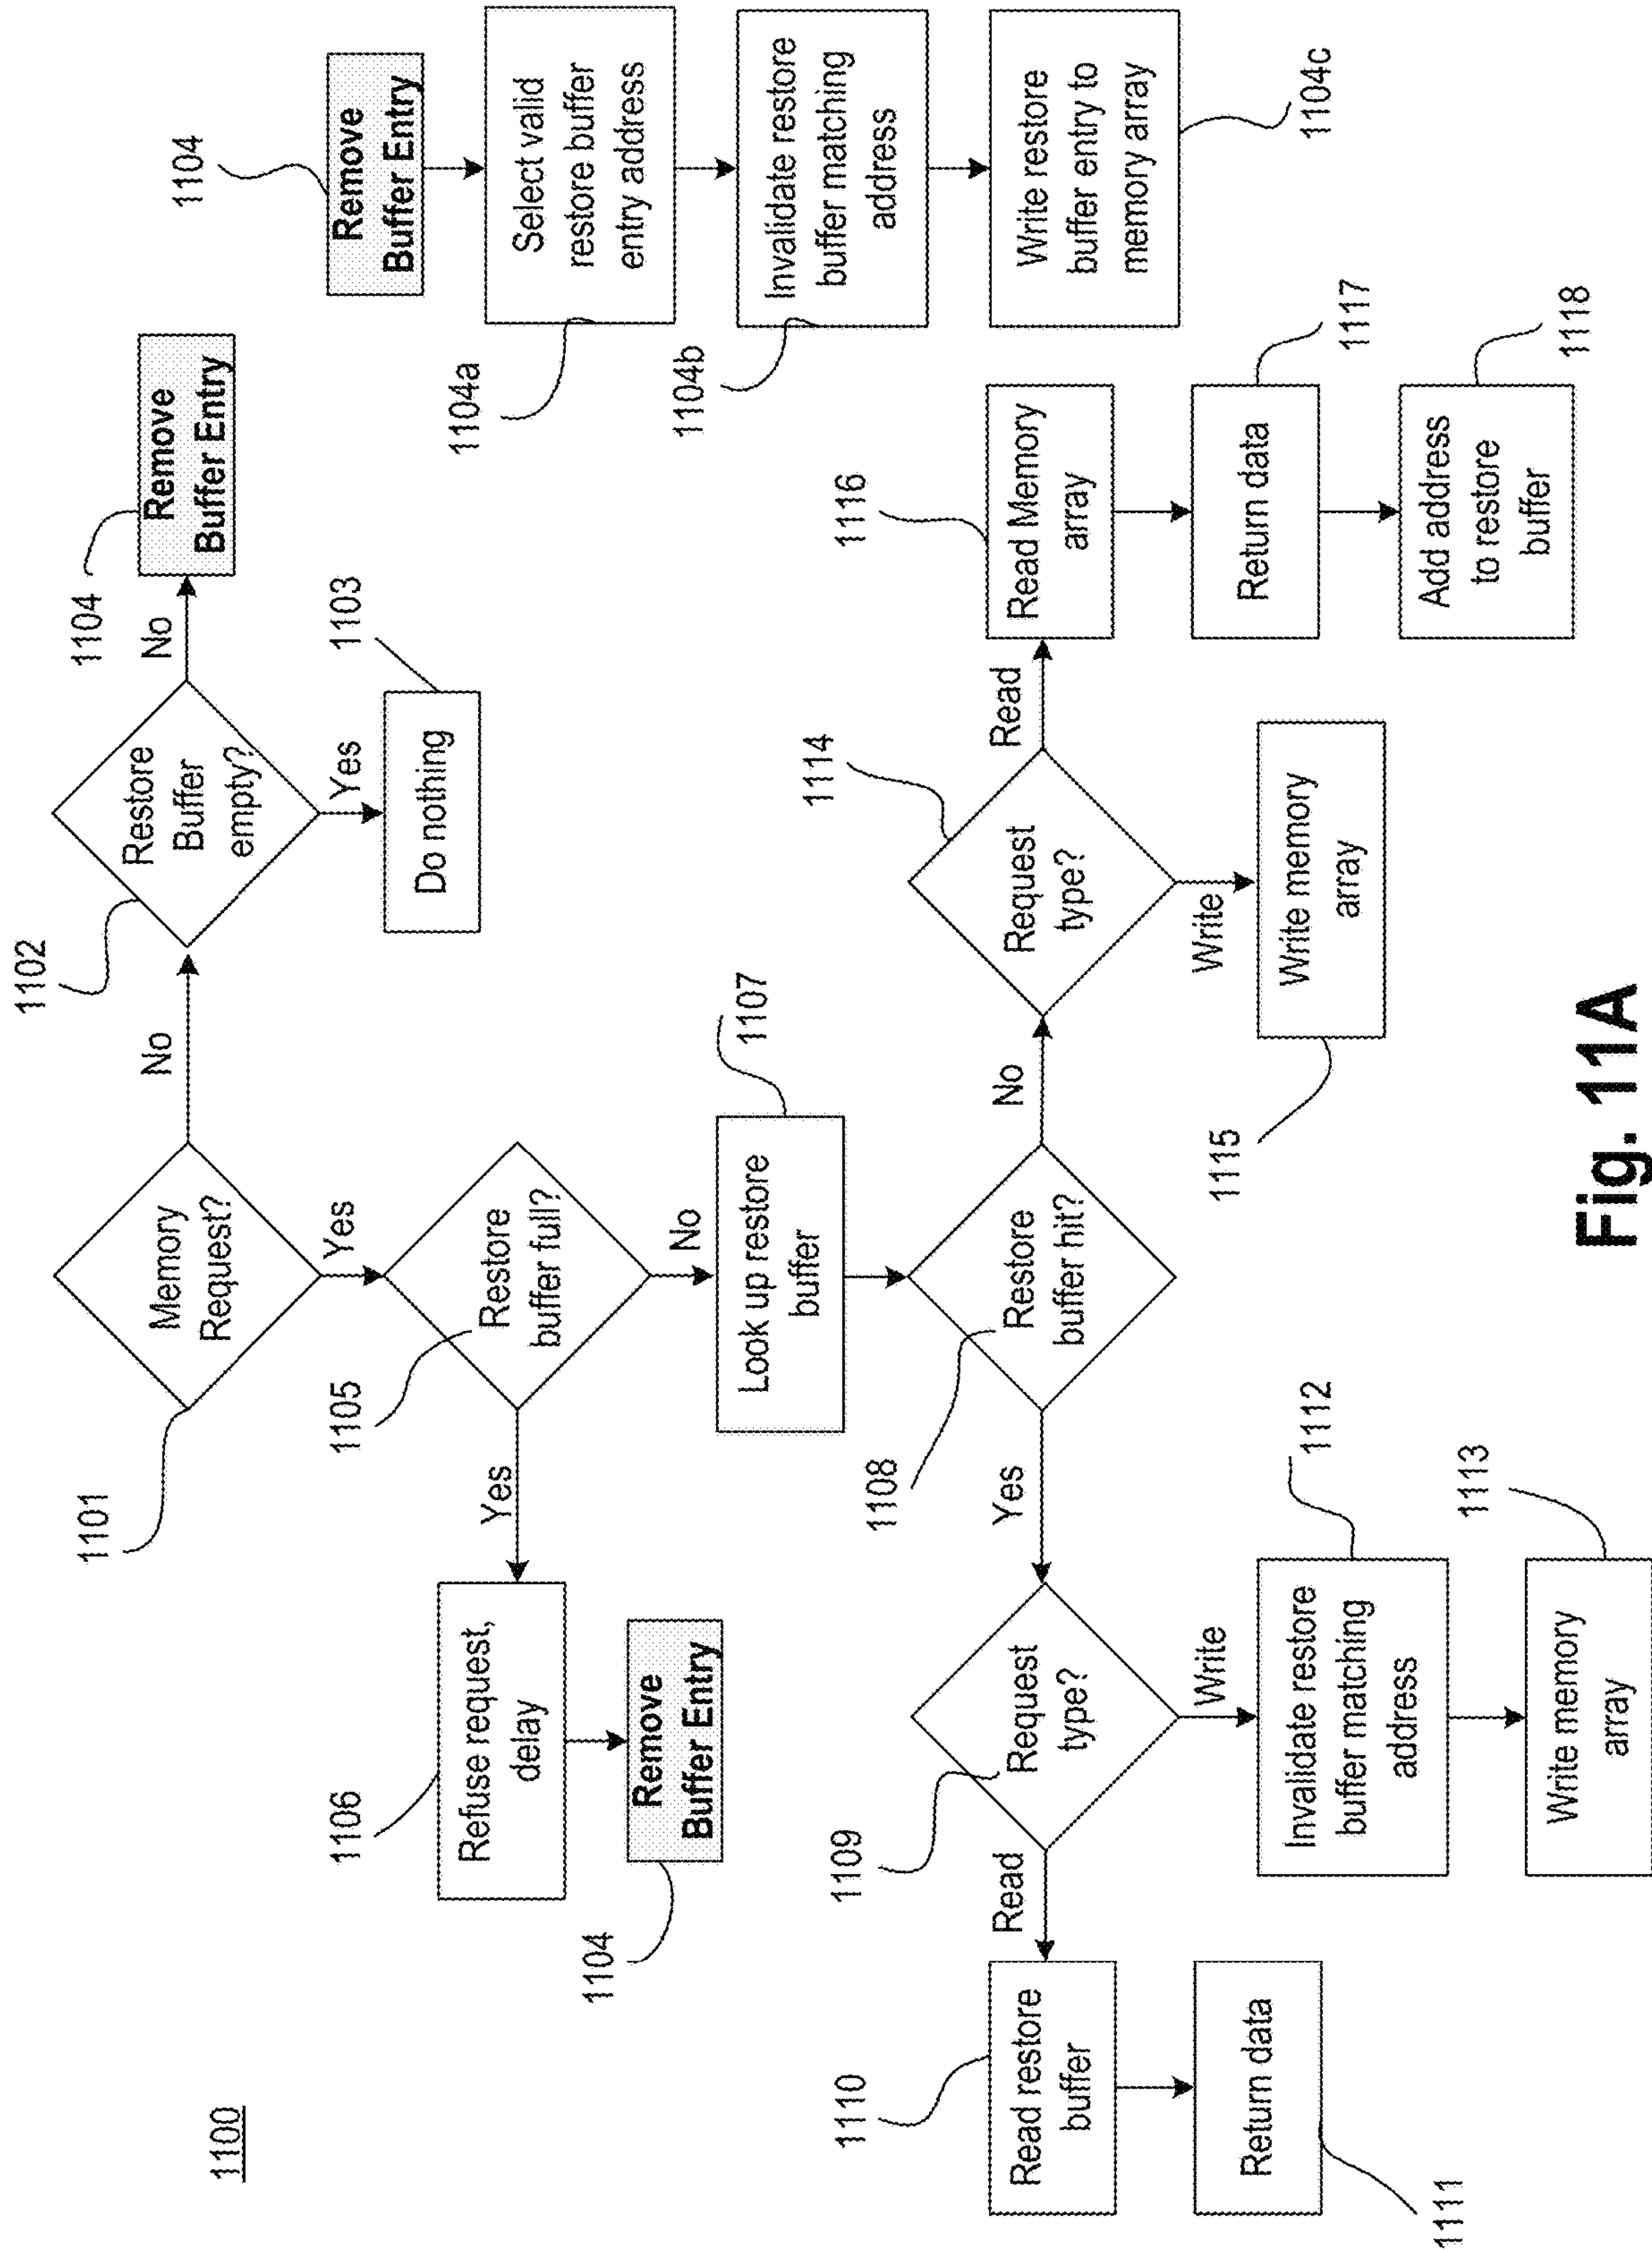 1100
1101
Memory
Request?
No
Yes
1102
Restore
Buffer
empty?
No
Yes
1103
Do nothing
1104
Remove
Buffer Entry
1104
Remove
Buffer Entry
1104a
Select valid
restore buffer
entry address
1104b
Invalidate restore
buffer matching
address
Write restore
buffer entry to
memory array
1104c
1105
Restore
buffer full?
Yes
No
1106
Refuse request,
delay
Remove
Buffer Entry
1104
1107
Look up restore
buffer
1108
Restore
buffer hit?
Yes
No
1109
Request
type?
Read
Write
1110
Read restore
buffer
Return data
1111
1112
Invalidate restore
buffer matching
address
1113
Write memory
array
1114
Request
type?
Read
Write
1115
Write memory
array
1116
Read Memory
array
1117
Return data
1118
Add address
to restore
buffer
Fig. 11A